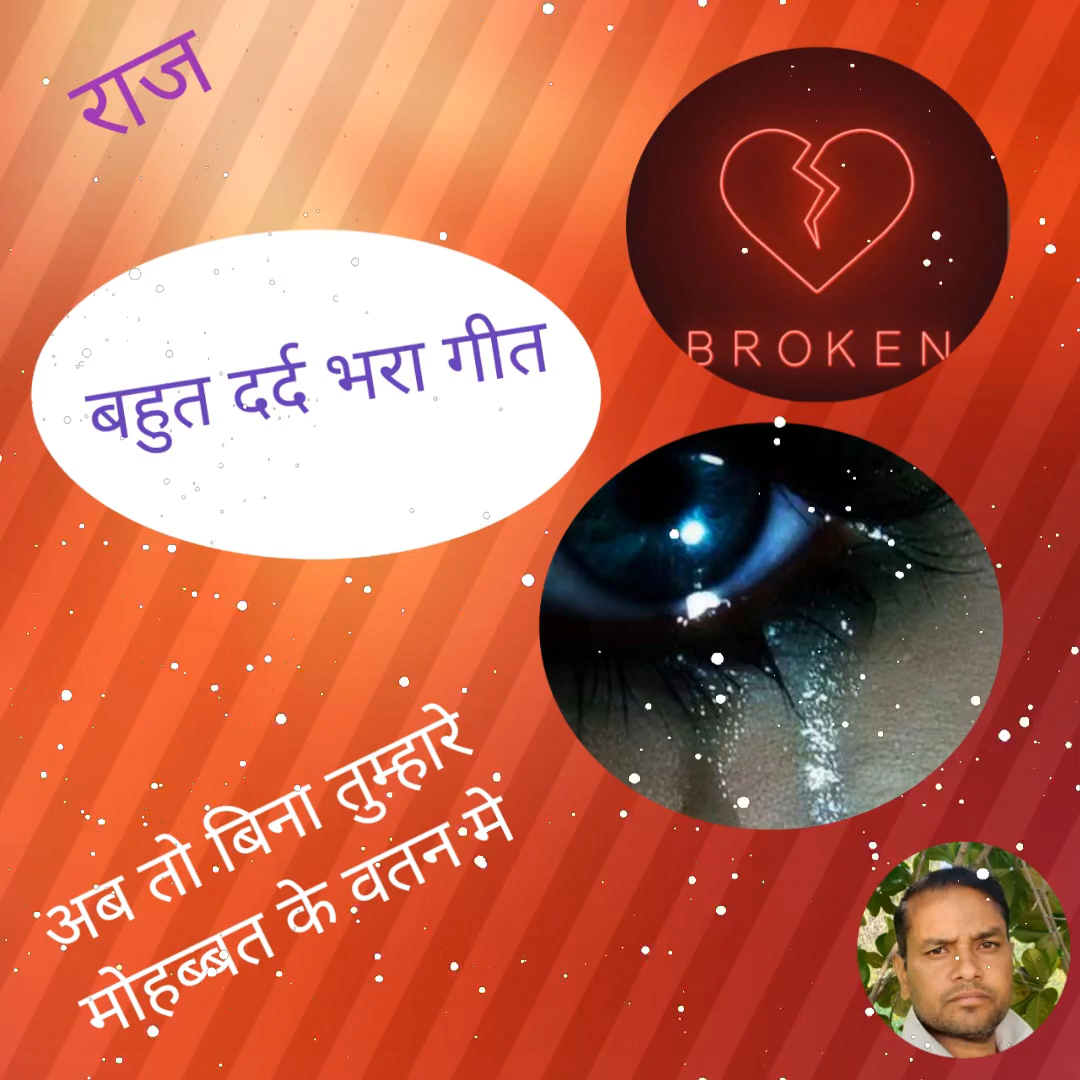 राज
BROKEN
बहुत दर्द भरा गीत
अब तो बिना तुम्हारे
मोहब्बत के वतन मे